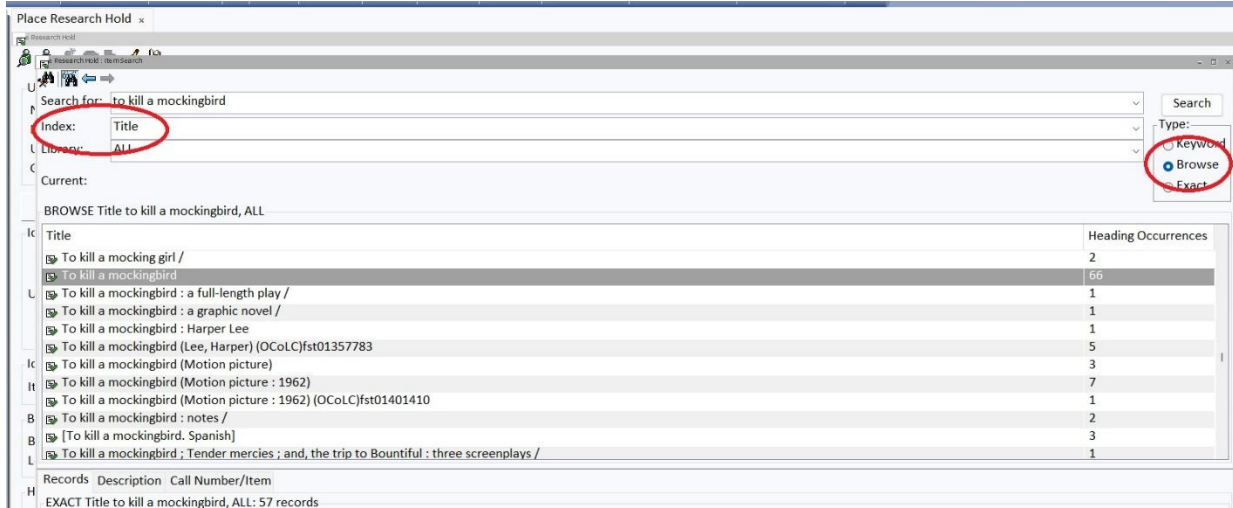 Place Research Hold ×
Research Hold
Research Hold : Item Search
Search for: to kill a mockingbird
Search
Index: Title
Type:
Library: ALL
Keyword
Browse
Exact
Current:
BROWSE Title to kill a mockingbird, ALL
Title Heading Occurrences
To kill a mocking girl / 2
To kill a mockingbird 66
To kill a mockingbird : a full-length play / 1
To kill a mockingbird : a graphic novel / 1
To kill a mockingbird : Harper Lee 1
To kill a mockingbird (Lee, Harper) (OCoLC)fst01357783 5
To kill a mockingbird (Motion picture) 3
To kill a mockingbird (Motion picture : 1962) 7
To kill a mockingbird (Motion picture : 1962) (OCoLC)fst01401410 1
To kill a mockingbird : notes / 2
[To kill a mockingbird. Spanish] 3
To kill a mockingbird ; Tender mercies ; and, the trip to Bountiful : three screenplays / 1
Records Description Call Number/Item
EXACT Title to kill a mockingbird, ALL: 57 records